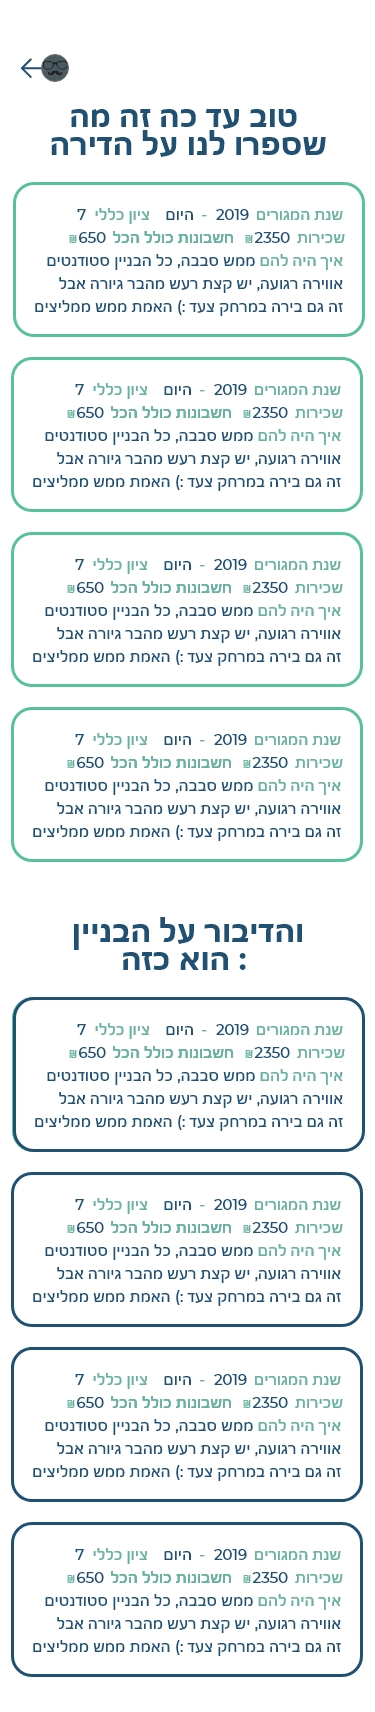 טוב עד כה זה מה
שספרו לנו על הדירה
שנת המגורים 2019 - היום ציון כללי 7
שכירות 2350₪ חשבונות כולל הכל 650₪
איך היה להם ממש סבבה, כל הבניין סטודנטים
אווירה רגועה, יש קצת רעש מהבר גיורה אבל
זה גם בירה במרחק צעד :) האמת ממש ממליצים
שנת המגורים 2019 - היום ציון כללי 7
שכירות 2350₪ חשבונות כולל הכל 650₪
איך היה להם ממש סבבה, כל הבניין סטודנטים
אווירה רגועה, יש קצת רעש מהבר גיורה אבל
זה גם בירה במרחק צעד :) האמת ממש ממליצים
שנת המגורים 2019 - היום ציון כללי 7
שכירות 2350₪ חשבונות כולל הכל 650₪
איך היה להם ממש סבבה, כל הבניין סטודנטים
אווירה רגועה, יש קצת רעש מהבר גיורה אבל
זה גם בירה במרחק צעד :) האמת ממש ממליצים
שנת המגורים 2019 - היום ציון כללי 7
שכירות 2350₪ חשבונות כולל הכל 650₪
איך היה להם ממש סבבה, כל הבניין סטודנטים
אווירה רגועה, יש קצת רעש מהבר גיורה אבל
זה גם בירה במרחק צעד :) האמת ממש ממליצים
והדיבור על הבניין
: הוא כזה
שנת המגורים 2019 - היום ציון כללי 7
שכירות 2350₪ חשבונות כולל הכל 650₪
איך היה להם ממש סבבה, כל הבניין סטודנטים
אווירה רגועה, יש קצת רעש מהבר גיורה אבל
זה גם בירה במרחק צעד :) האמת ממש ממליצים
שנת המגורים 2019 - היום ציון כללי 7
שכירות 2350₪ חשבונות כולל הכל 650₪
איך היה להם ממש סבבה, כל הבניין סטודנטים
אווירה רגועה, יש קצת רעש מהבר גיורה אבל
זה גם בירה במרחק צעד :) האמת ממש ממליצים
שנת המגורים 2019 - היום ציון כללי 7
שכירות 2350₪ חשבונות כולל הכל 650₪
איך היה להם ממש סבבה, כל הבניין סטודנטים
אווירה רגועה, יש קצת רעש מהבר גיורה אבל
זה גם בירה במרחק צעד :) האמת ממש ממליצים
שנת המגורים 2019 - היום ציון כללי 7
שכירות 2350₪ חשבונות כולל הכל 650₪
איך היה להם ממש סבבה, כל הבניין סטודנטים
אווירה רגועה, יש קצת רעש מהבר גיורה אבל
זה גם בירה במרחק צעד :) האמת ממש ממליצים